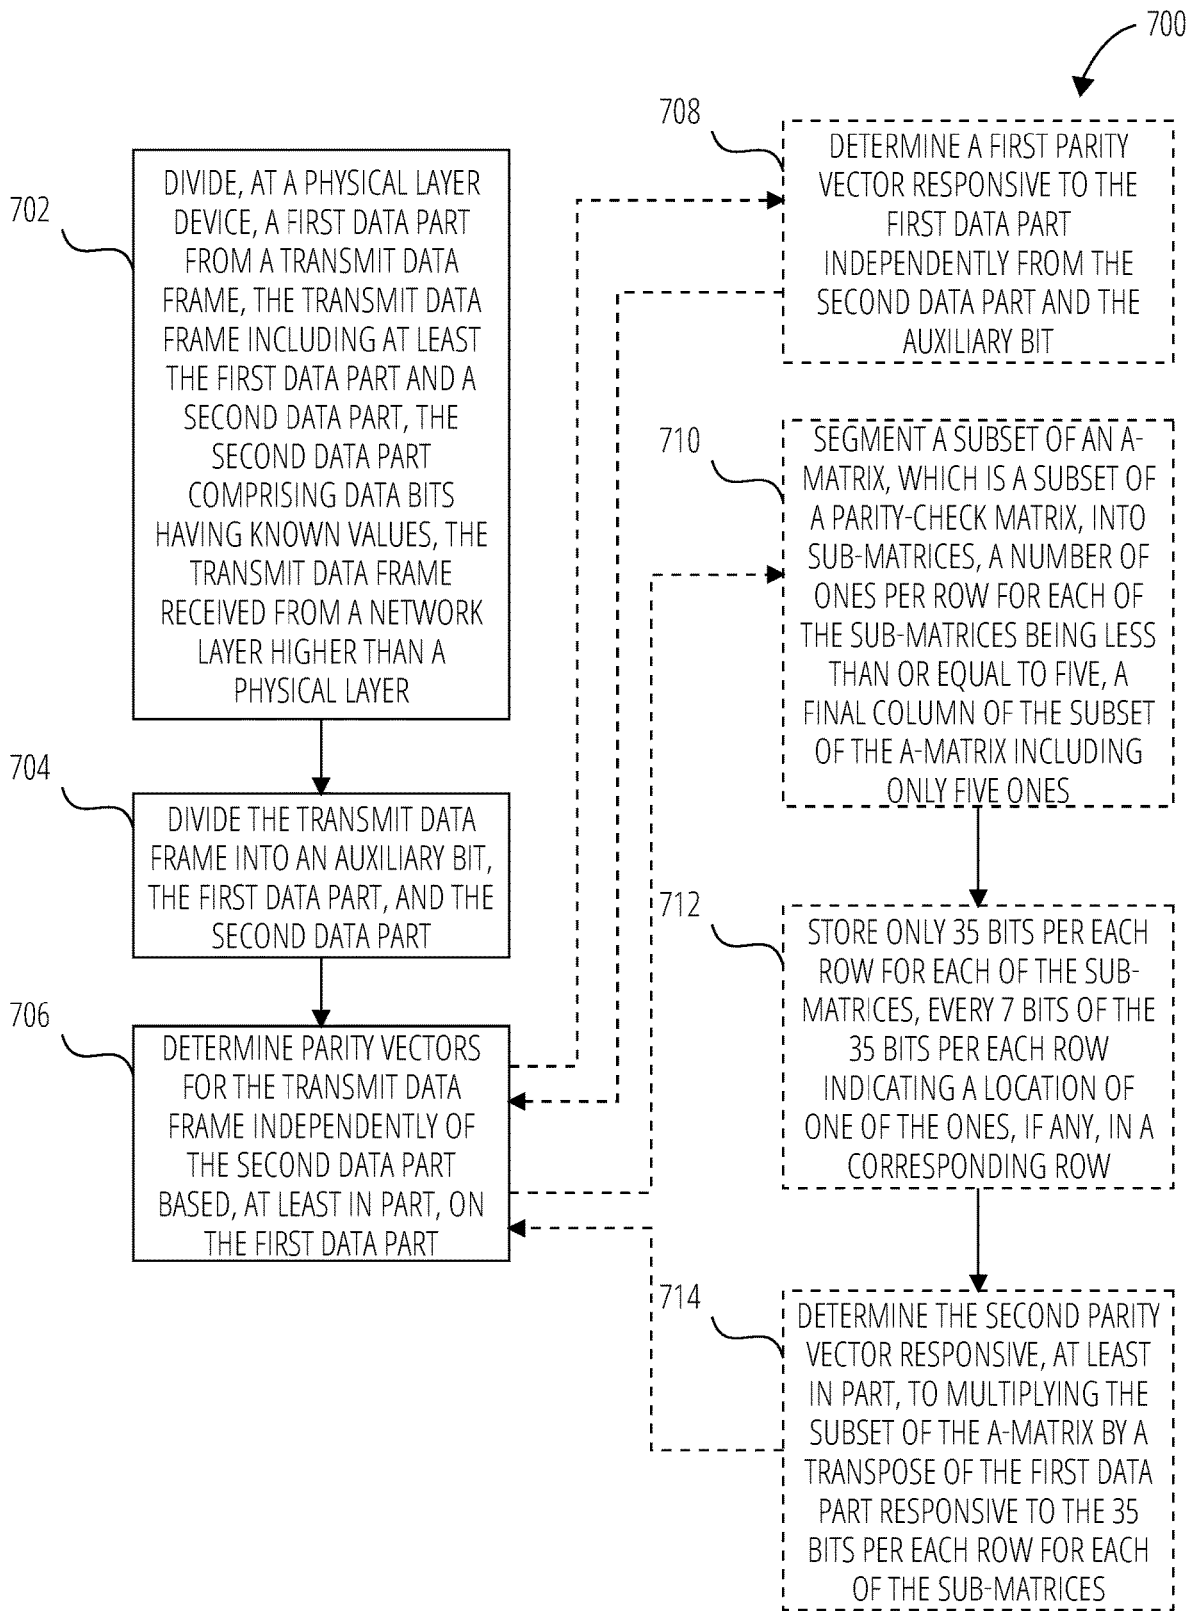 700
702
DIVIDE, AT A PHYSICAL LAYER
DEVICE, A FIRST DATA PART
FROM A TRANSMIT DATA
FRAME, THE TRANSMIT DATA
FRAME INCLUDING AT LEAST
THE FIRST DATA PART AND A
SECOND DATA PART, THE
SECOND DATA PART
COMPRISING DATA BITS
HAVING KNOWN VALUES, THE
TRANSMIT DATA FRAME
RECEIVED FROM A NETWORK
LAYER HIGHER THAN A
PHYSICAL LAYER
704
DIVIDE THE TRANSMIT DATA
FRAME INTO AN AUXILIARY BIT,
THE FIRST DATA PART, AND THE
SECOND DATA PART
706
DETERMINE PARITY VECTORS
FOR THE TRANSMIT DATA
FRAME INDEPENDENTLY OF
THE SECOND DATA PART
BASED, AT LEAST IN PART, ON
THE FIRST DATA PART
708
DETERMINE A FIRST PARITY
VECTOR RESPONSIVE TO THE
FIRST DATA PART
INDEPENDENTLY FROM THE
SECOND DATA PART AND THE
AUXILIARY BIT
710
SEGMENT A SUBSET OF AN A-
MATRIX, WHICH IS A SUBSET OF
A PARITY-CHECK MATRIX, INTO
SUB-MATRICES, A NUMBER OF
ONES PER ROW FOR EACH OF
THE SUB-MATRICES BEING LESS
THAN OR EQUAL TO FIVE, A
FINAL COLUMN OF THE SUBSET
OF THE A-MATRIX INCLUDING
ONLY FIVE ONES
712
STORE ONLY 35 BITS PER EACH
ROW FOR EACH OF THE SUB-
MATRICES, EVERY 7 BITS OF THE
35 BITS PER EACH ROW
INDICATING A LOCATION OF
ONE OF THE ONES, IF ANY, IN A
CORRESPONDING ROW
714
DETERMINE THE SECOND PARITY
VECTOR RESPONSIVE, AT LEAST
IN PART, TO MULTIPLYING THE
SUBSET OF THE A-MATRIX BY A
TRANSPOSE OF THE FIRST DATA
PART RESPONSIVE TO THE 35
BITS PER EACH ROW FOR EACH
OF THE SUB-MATRICES